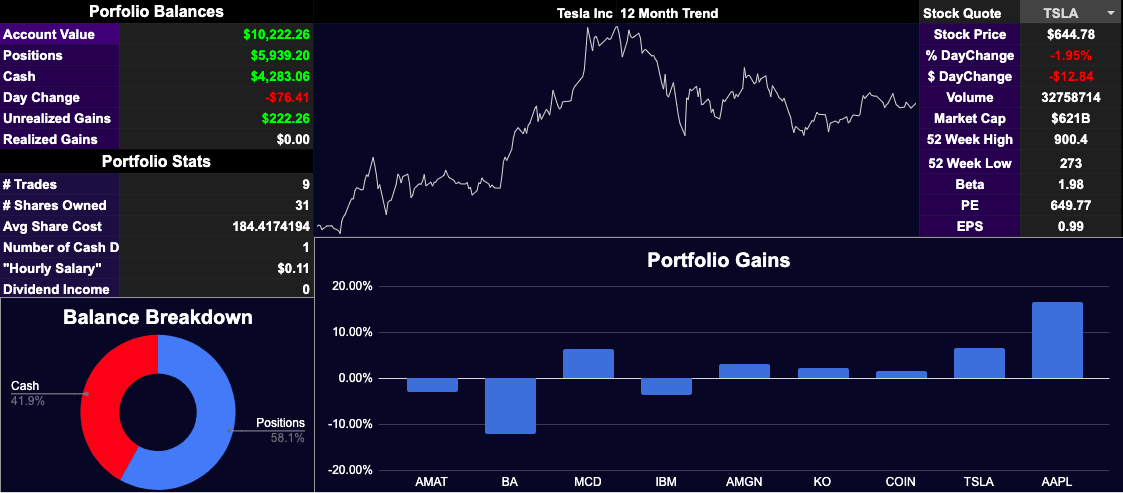 Porfolio Balances
Account Value $10,222.26
Positions $5,939.20
Cash $4,283.06
Day Change -$76.41
Unrealized Gains $222.26
Realized Gains $0.00
Portfolio Stats
# Trades 9
# Shares Owned 31
Avg Share Cost 184.4174194
Number of Cash D 1
"Hourly Salary" $0.11
Dividend Income 0
Balance Breakdown
Cash
41.9%
Positions
58.1%
Tesla Inc 12 Month Trend
Stock Quote TSLA
Stock Price $644.78
% DayChange -1.95%
$ DayChange -$12.84
Volume 32758714
Market Cap $621B
52 Week High 900.4
52 Week Low 273
Beta 1.98
PE 649.77
EPS 0.99
Portfolio Gains
20.00%
10.00%
0.00%
-10.00%
-20.00%
AMAT BA MCD IBM AMGN KO COIN TSLA AAPL